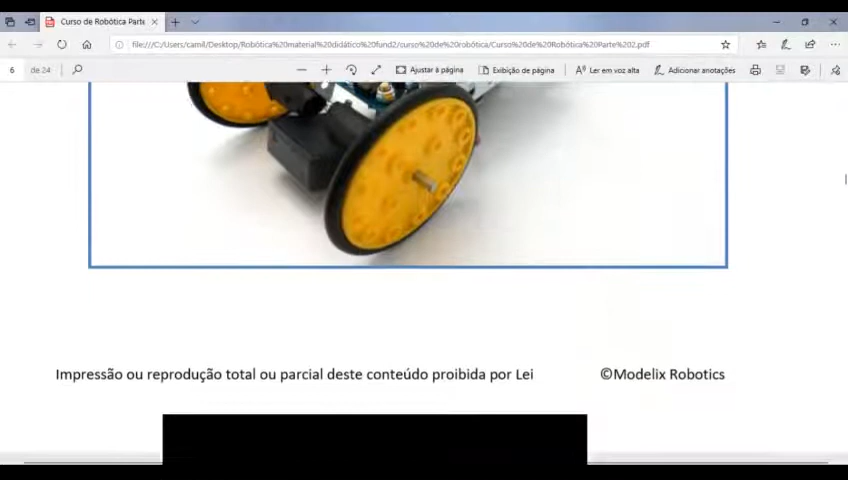 Curso de Robótica Parte
file:///C:/Users/camil/Desktop/Robótica%20material%20didático%20fund2/curso%20de%20robótica/Curso%20de%20Robótica%20Parte%202.pdf
6 de 24 Ajustar à página Exibição de página Ler em voz alta Adicionar anotações
Impressão ou reprodução total ou parcial deste conteúdo proibida por Lei ©Modelix Robotics